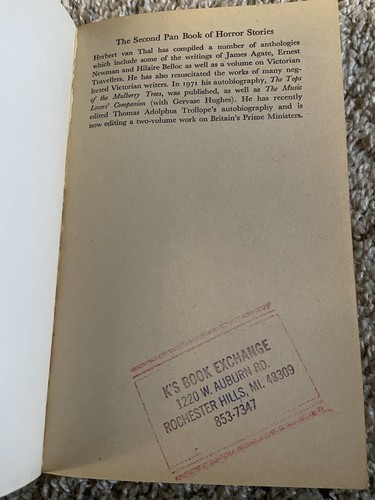 The Second Pan Book of Horror Stories
Herbert van Thal has compiled a number of anthologies
which include some of the writings of James Agate, Ernest
Newman and Hilaire Belloc as well as a volume on Victorian
Travellers. He has also resuscitated the works of many neg-
lected Victorian writers. In 1971 his autobiography, The Tops
of the Mulberry Trees, was published, as well as The Music
Lovers' Companion (with Gervase Hughes). He has recently
edited Thomas Adolphus Trollope's autobiography and is
now editing a two-volume work on Britain's Prime Ministers.
K'S BOOK EXCHANGE
1220 W. AUBURN RD.
ROCHESTER HILLS, MI. 48309
853-7347